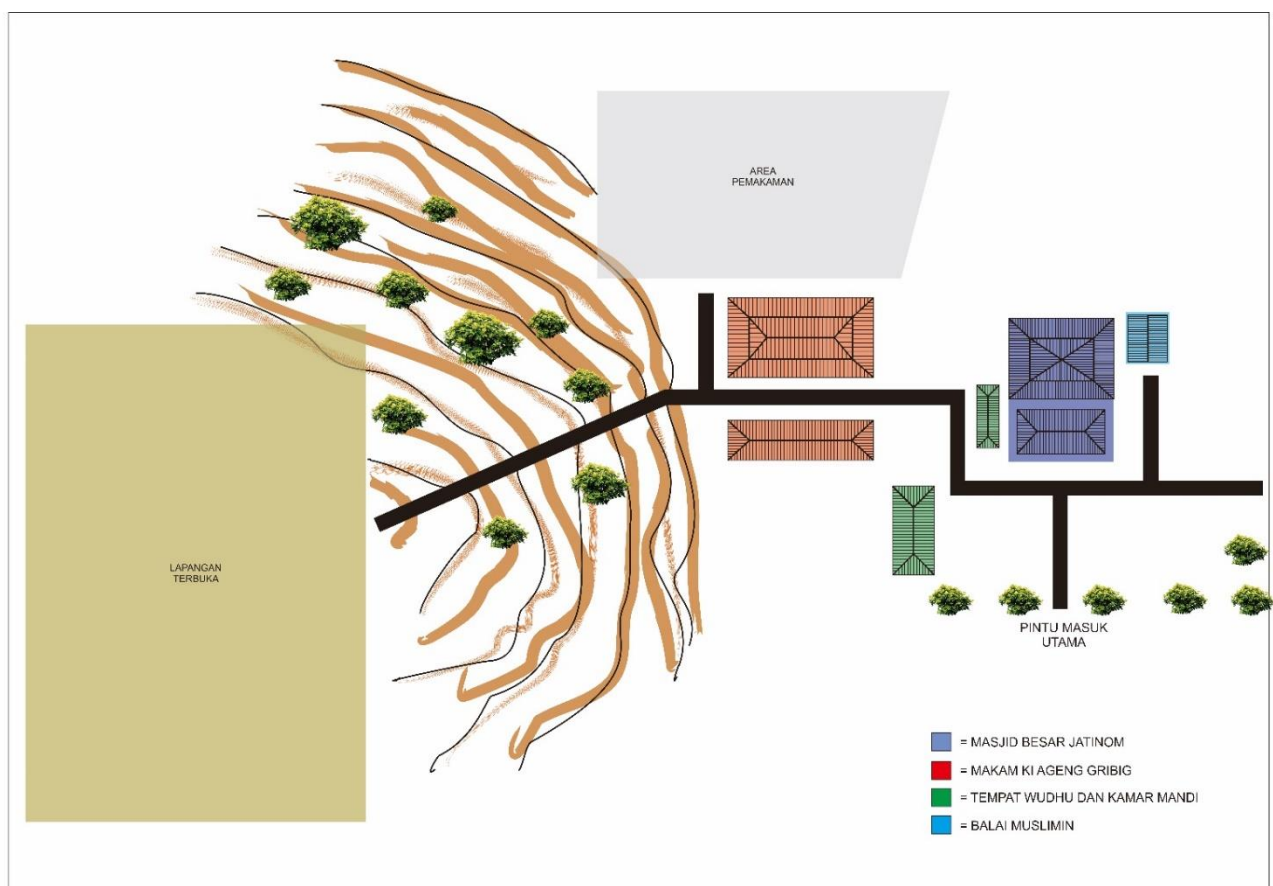 AREA
PEMAKAMAN
LAPANGAN
TERBUKA
PINTU MASUK
UTAMA
= MASJID BESAR JATINOM
= MAKAM KI AGENG GRIBIG
= TEMPAT WUDHU DAN KAMAR MANDI
= BALAI MUSLIMIN